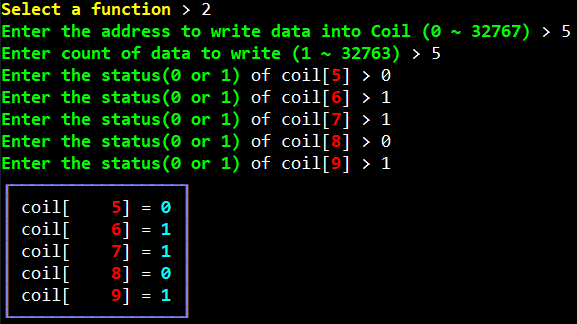 Select a function > 2
Enter the address to write data into Coil (0 ~ 32767) > 5
Enter count of data to write (1 ~ 32763) > 5
Enter the status(0 or 1) of coil[5] > 0
Enter the status(0 or 1) of coil[6] > 1
Enter the status(0 or 1) of coil[7] > 1
Enter the status(0 or 1) of coil[8] > 0
Enter the status(0 or 1) of coil[9] > 1
coil[    5] = 0
coil[    6] = 1
coil[    7] = 1
coil[    8] = 0
coil[    9] = 1